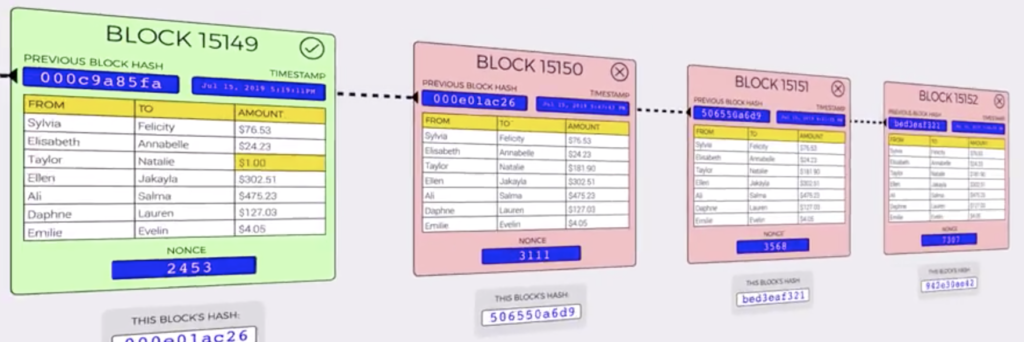 BLOCK 15149
PREVIOUS BLOCK HASH TIMESTAMP
000c9a85fa Jul 15, 2019 5:19:11PM
FROM TO AMOUNT
Sylvia Felicity $76.53
Elisabeth Annabelle $24.23
Taylor Natalie $1.00
Ellen Jakayla $302.51
Ali Salma $475.23
Daphne Lauren $127.03
Emilie Evelin $4.05
NONCE
2453
THIS BLOCK'S HASH:
000e01ac26
BLOCK 15150
PREVIOUS BLOCK HASH TIMESTAMP
000e01ac26 Jul 15, 2019
FROM TO AMOUNT
Sylvia Felicity $76.53
Elisabeth Annabelle $24.23
Taylor Natalie $181.90
Ellen Jakayla $302.51
Ali Salma $475.23
Daphne Lauren $127.03
Emilie Evelin $4.05
NONCE
3111
THIS BLOCK'S HASH:
506550a6d9
BLOCK 15151
PREVIOUS BLOCK HASH TIMESTAMP
506550a6d9
FROM TO AMOUNT
Sylvia Felicity $76.53
Elisabeth Annabelle $24.23
Taylor Natalie $181.90
Ellen Jakayla $302.51
Ali Salma $475.23
Daphne Lauren $127.03
Emilie Evelin $4.05
NONCE
3568
THIS BLOCK'S HASH:
bed3eaf321
BLOCK 15152
PREVIOUS BLOCK HASH TIMESTAMP
bed3eaf321
FROM TO AMOUNT
Sylvia Felicity $76.53
Elisabeth Annabelle $24.23
Taylor Natalie $181.90
Ellen Jakayla $302.51
Ali Salma $475.23
Daphne Lauren $127.03
Emilie Evelin $4.05
NONCE
7307
THIS BLOCK'S HASH: